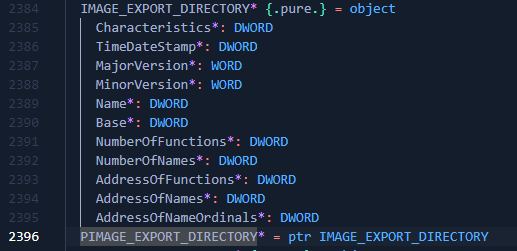 2384 IMAGE_EXPORT_DIRECTORY* {.pure.} = object
2385 Characteristics*: DWORD
2386 TimeDateStamp*: DWORD
2387 MajorVersion*: WORD
2388 MinorVersion*: WORD
2389 Name*: DWORD
2390 Base*: DWORD
2391 NumberOfFunctions*: DWORD
2392 NumberOfNames*: DWORD
2393 AddressOfFunctions*: DWORD
2394 AddressOfNames*: DWORD
2395 AddressOfNameOrdinals*: DWORD
2396 PIMAGE_EXPORT_DIRECTORY* = ptr IMAGE_EXPORT_DIRECTORY